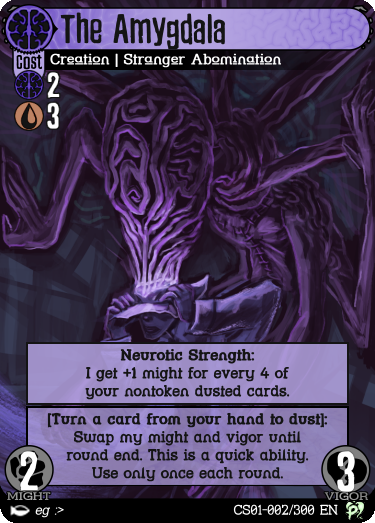 The Amygdala
Cost
Creation | Stranger Abomination
2
3
Neurotic Strength:
I get +1 might for every 4 of
your nontoken dusted cards.
[Turn a card from your hand to dust]:
Swap my might and vigor until
round end. This is a quick ability.
Use only once each round.
2
MIGHT
3
VIGOR
eg :>
CS01-002/300 EN